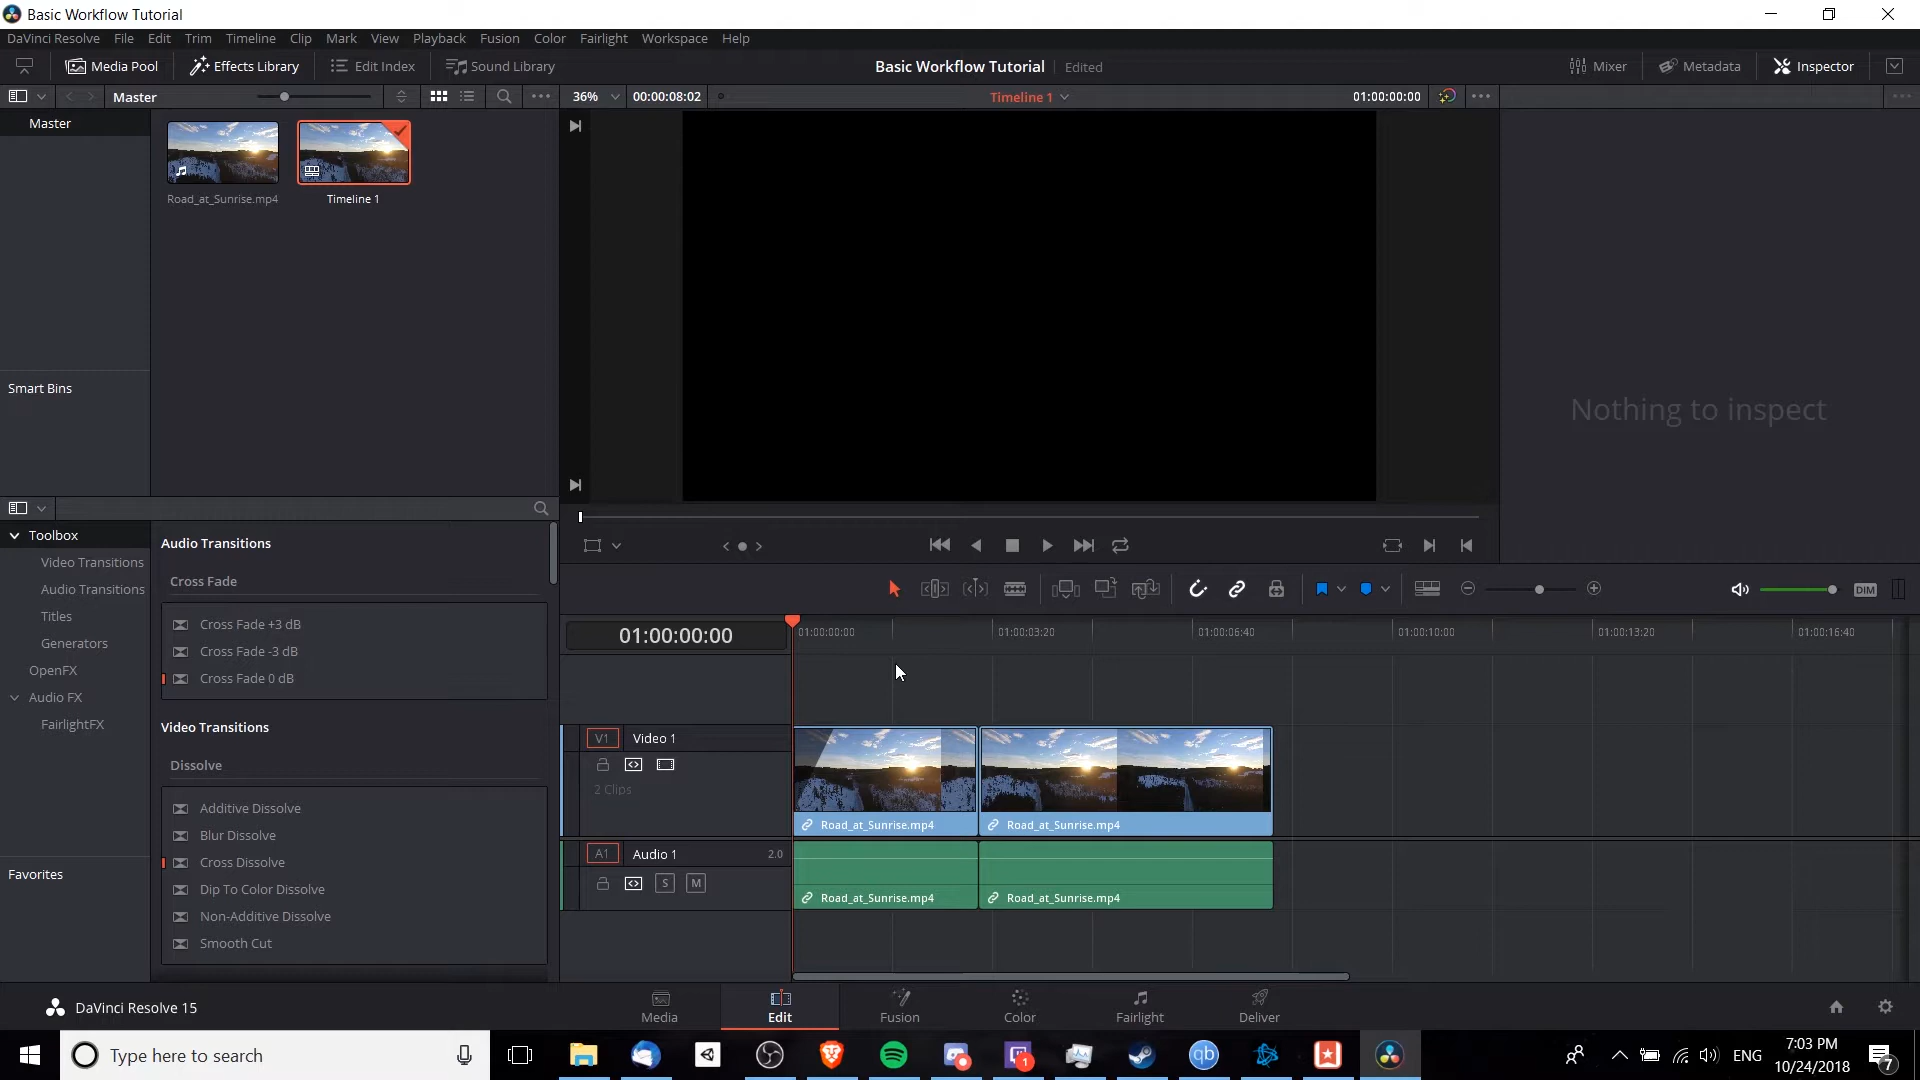 Basic Workflow Tutorial
DaVinci Resolve File Edit Trim Timeline Clip Mark View Playback Fusion Color Fairlight Workspace Help
Media Pool Effects Library Edit Index Sound Library Basic Workflow Tutorial Edited Mixer Metadata Inspector
Master 36% 00:00:08:02 Timeline 1 01:00:00:00
Master
Road_at_Sunrise.mp4 Timeline 1
Smart Bins
Nothing to inspect
Toolbox
Video Transitions
Audio Transitions
Titles
Generators
OpenFX
Audio FX
FairlightFX
Favorites
Audio Transitions
Cross Fade
Cross Fade +3 dB
Cross Fade -3 dB
Cross Fade 0 dB
Video Transitions
Dissolve
Additive Dissolve
Blur Dissolve
Cross Dissolve
Dip To Color Dissolve
Non-Additive Dissolve
Smooth Cut
DIM
01:00:00:00 01:00:00:00 01:00:03:20 01:00:06:40 01:00:10:00 01:00:13:20 01:00:16:40
V1 Video 1
2 Clips
Road_at_Sunrise.mp4 Road_at_Sunrise.mp4
A1 Audio 1 2.0
S M
Road_at_Sunrise.mp4 Road_at_Sunrise.mp4
DaVinci Resolve 15 Media Edit Fusion Color Fairlight Deliver
Type here to search
1
qb
ENG
7:03 PM
10/24/2018
7